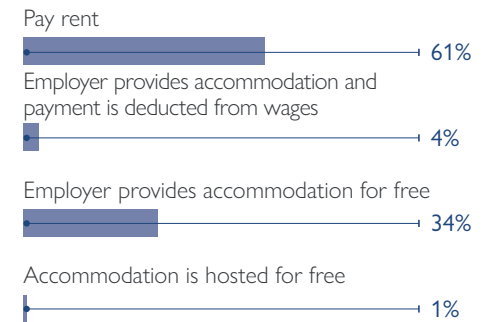 Pay rent
61%
Employer provides accommodation and
payment is deducted from wages
4%
Employer provides accommodation for free
34%
Accommodation is hosted for free
1%